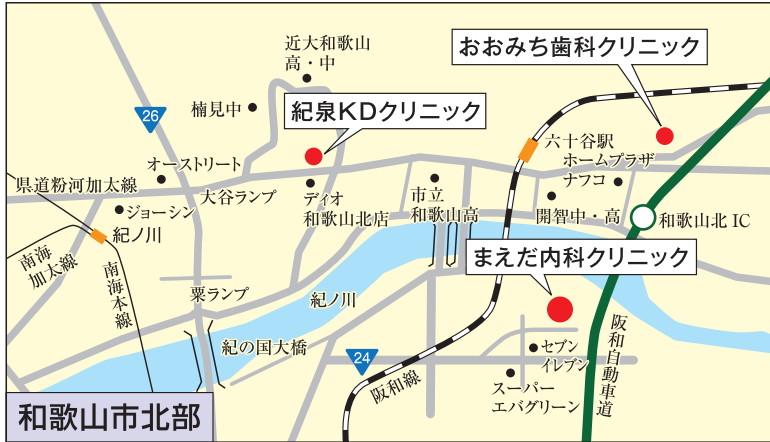 近大和歌山
高・中
おおみち歯科クリニック
26
楠見中
紀泉KDクリニック
六十谷駅
ホームプラザ
ナフコ
オーストリート
県道粉河加太線
大谷ランプ
ディオ
和歌山北店
市立
和歌山高
開智中・高
ジョーシン
紀ノ川
和歌山北IC
南海
加太線
南海本線
まえだ内科クリニック
粟ランプ
紀ノ川
紀の国大橋
24
阪和線
セブン
イレブン
スーパー
エバグリーン
阪和自動車道
和歌山市北部